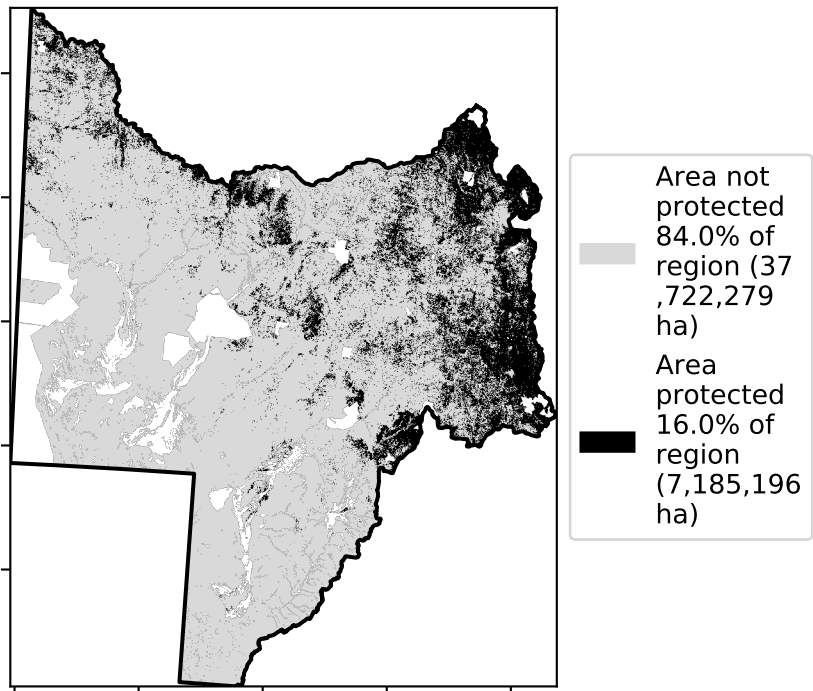 Area not
protected
84.0% of
region (37
,722,279
ha)
Area
protected
16.0% of
region
(7,185,196
ha)